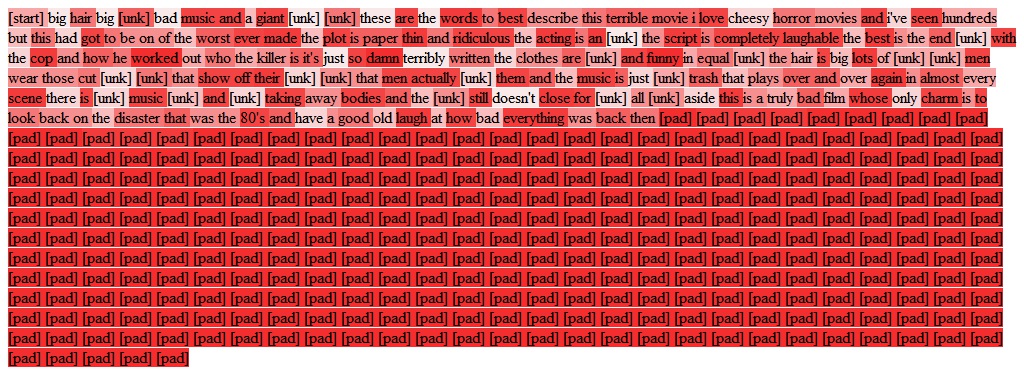 [start] big hair big [unk] bad music and a giant [unk] [unk] these are the words to best describe this terrible movie i love cheesy horror movies and i've seen hundreds
but this had got to be on of the worst ever made the plot is paper thin and ridiculous the acting is an [unk] the script is completely laughable the best is the end [unk] with
the cop and how he worked out who the killer is it's just so damn terribly written the clothes are [unk] and funny in equal [unk] the hair is big lots of [unk] [unk] men
wear those cut [unk] [unk] that show off their [unk] [unk] that men actually [unk] them and the music is just [unk] trash that plays over and over again in almost every
scene there is [unk] music [unk] and [unk] taking away bodies and the [unk] still doesn't close for [unk] all [unk] aside this is a truly bad film whose only charm is to
look back on the disaster that was the 80's and have a good old laugh at how bad everything was back then [pad] [pad] [pad] [pad] [pad] [pad] [pad] [pad] [pad]
[pad] [pad] [pad] [pad] [pad] [pad] [pad] [pad] [pad] [pad] [pad] [pad] [pad] [pad] [pad] [pad] [pad] [pad] [pad] [pad] [pad] [pad] [pad] [pad] [pad] [pad] [pad]
[pad] [pad] [pad] [pad] [pad] [pad] [pad] [pad] [pad] [pad] [pad] [pad] [pad] [pad] [pad] [pad] [pad] [pad] [pad] [pad] [pad] [pad] [pad] [pad] [pad] [pad] [pad]
[pad] [pad] [pad] [pad] [pad] [pad] [pad] [pad] [pad] [pad] [pad] [pad] [pad] [pad] [pad] [pad] [pad] [pad] [pad] [pad] [pad] [pad] [pad] [pad] [pad] [pad] [pad]
[pad] [pad] [pad] [pad] [pad] [pad] [pad] [pad] [pad] [pad] [pad] [pad] [pad] [pad] [pad] [pad] [pad] [pad] [pad] [pad] [pad] [pad] [pad] [pad] [pad] [pad] [pad]
[pad] [pad] [pad] [pad] [pad] [pad] [pad] [pad] [pad] [pad] [pad] [pad] [pad] [pad] [pad] [pad] [pad] [pad] [pad] [pad] [pad] [pad] [pad] [pad] [pad] [pad] [pad]
[pad] [pad] [pad] [pad] [pad] [pad] [pad] [pad] [pad] [pad] [pad] [pad] [pad] [pad] [pad] [pad] [pad] [pad] [pad] [pad] [pad] [pad] [pad] [pad] [pad] [pad] [pad]
[pad] [pad] [pad] [pad] [pad] [pad] [pad] [pad] [pad] [pad] [pad] [pad] [pad] [pad] [pad] [pad] [pad] [pad] [pad] [pad] [pad] [pad] [pad] [pad] [pad] [pad] [pad]
[pad] [pad] [pad] [pad] [pad] [pad] [pad] [pad] [pad] [pad] [pad] [pad] [pad] [pad] [pad] [pad] [pad] [pad] [pad] [pad] [pad] [pad] [pad] [pad] [pad] [pad] [pad]
[pad] [pad] [pad] [pad] [pad] [pad] [pad] [pad] [pad] [pad] [pad] [pad] [pad] [pad] [pad] [pad] [pad] [pad] [pad] [pad] [pad] [pad] [pad] [pad] [pad] [pad] [pad]
[pad] [pad] [pad] [pad] [pad] [pad] [pad] [pad] [pad] [pad] [pad] [pad] [pad] [pad] [pad] [pad] [pad] [pad] [pad] [pad] [pad] [pad] [pad] [pad] [pad] [pad] [pad]
[pad] [pad] [pad] [pad] [pad] [pad] [pad] [pad] [pad] [pad] [pad] [pad] [pad] [pad] [pad] [pad] [pad] [pad] [pad] [pad] [pad] [pad] [pad] [pad] [pad] [pad] [pad]
[pad] [pad] [pad] [pad] [pad]